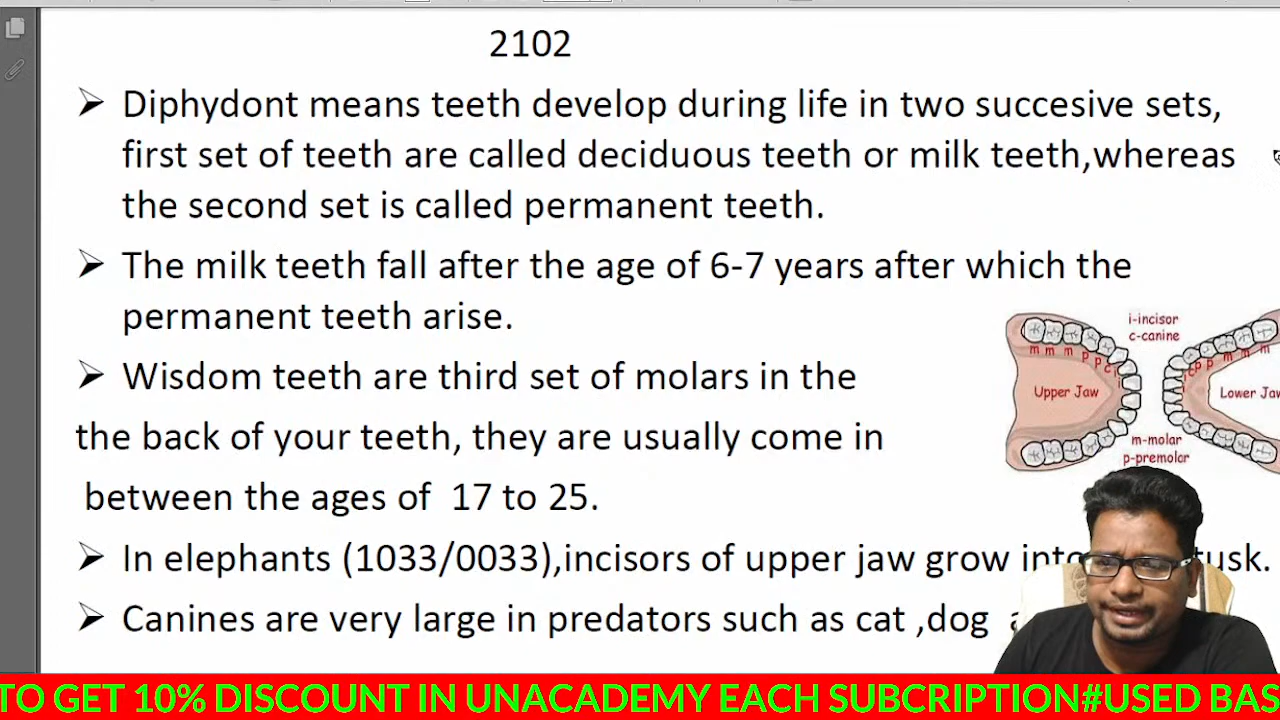 2102
➢ Diphydont means teeth develop during life in two succesive sets,
first set of teeth are called deciduous teeth or milk teeth,whereas
the second set is called permanent teeth.
➢ The milk teeth fall after the age of 6-7 years after which the
permanent teeth arise.
i-incisor
c-canine
m m m p p c i
i c p p m m m
Upper Jaw
Lower Jaw
m-molar
p-premolar
➢ Wisdom teeth are third set of molars in the
the back of your teeth, they are usually come in
between the ages of 17 to 25.
➢ In elephants (1033/0033),incisors of upper jaw grow into tusk.
➢ Canines are very large in predators such as cat ,dog
TO GET 10% DISCOUNT IN UNACADEMY EACH SUBCRIPTION#USED BAS